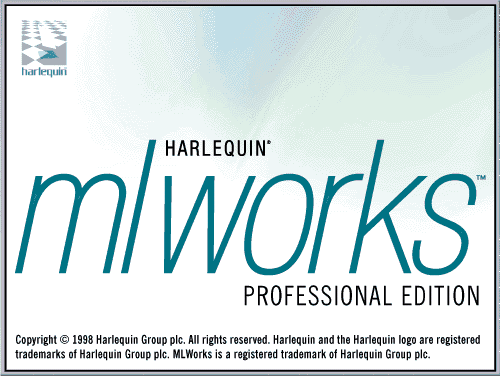 harlequin
HARLEQUIN®
mlworks™
PROFESSIONAL EDITION
Copyright © 1998 Harlequin Group plc. All rights reserved. Harlequin and the Harlequin logo are registered
trademarks of Harlequin Group plc. MLWorks is a registered trademark of Harlequin Group plc.